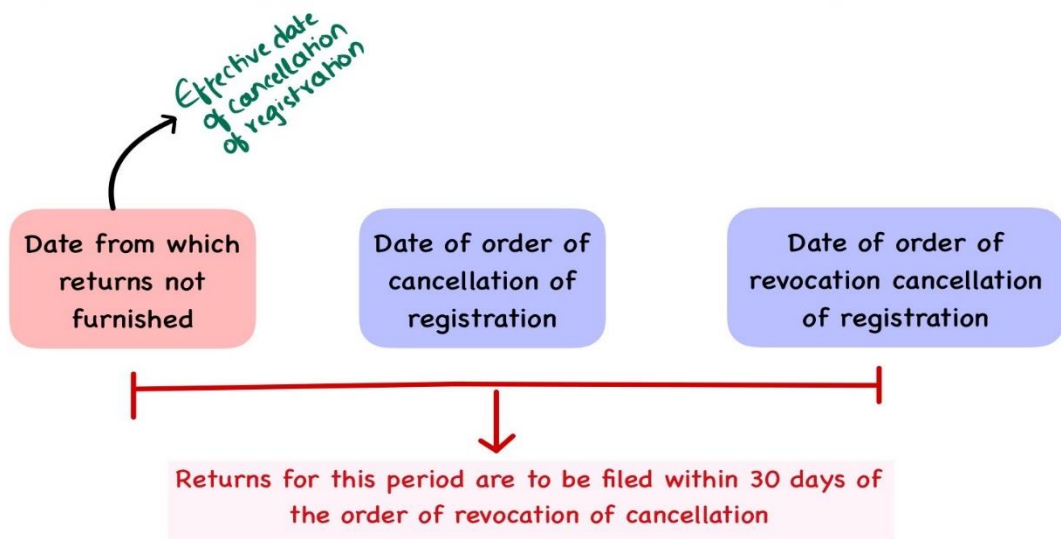 Effective date
of cancellation
of registration
Date from which
returns not
furnished
Date of order of
cancellation of
registration
Date of order of
revocation cancellation
of registration
Returns for this period are to be filed within 30 days of
the order of revocation of cancellation